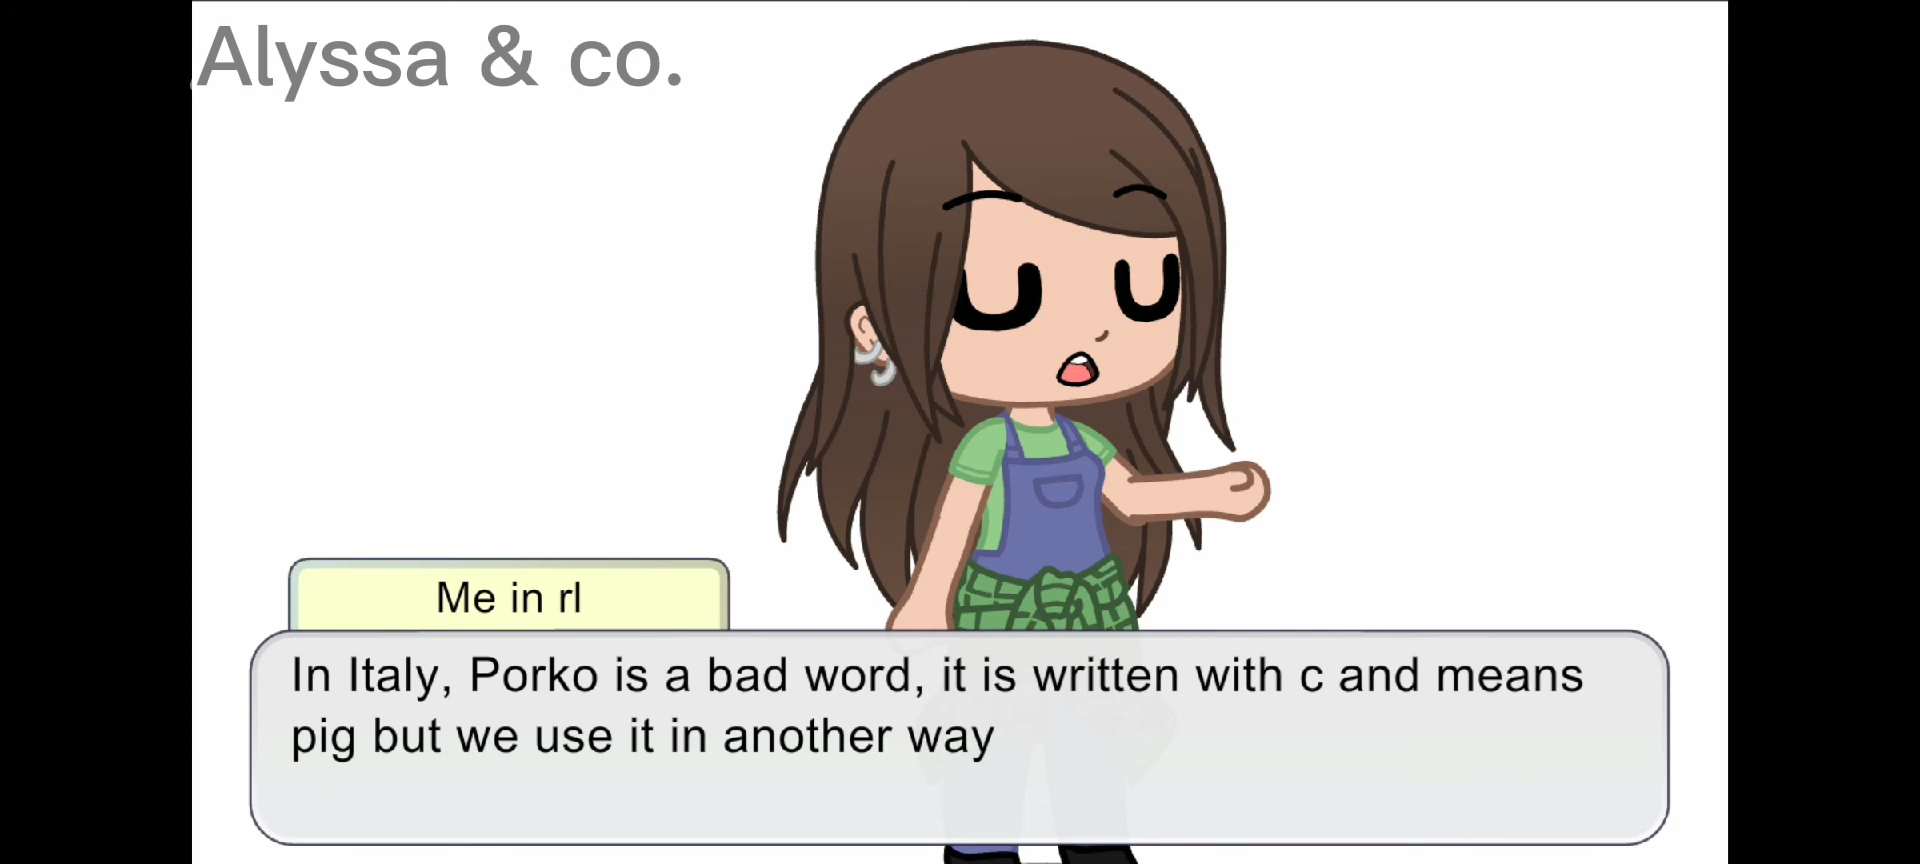 Alyssa & co.
Me in rl
In Italy, Porko is a bad word, it is written with c and means
pig but we use it in another way